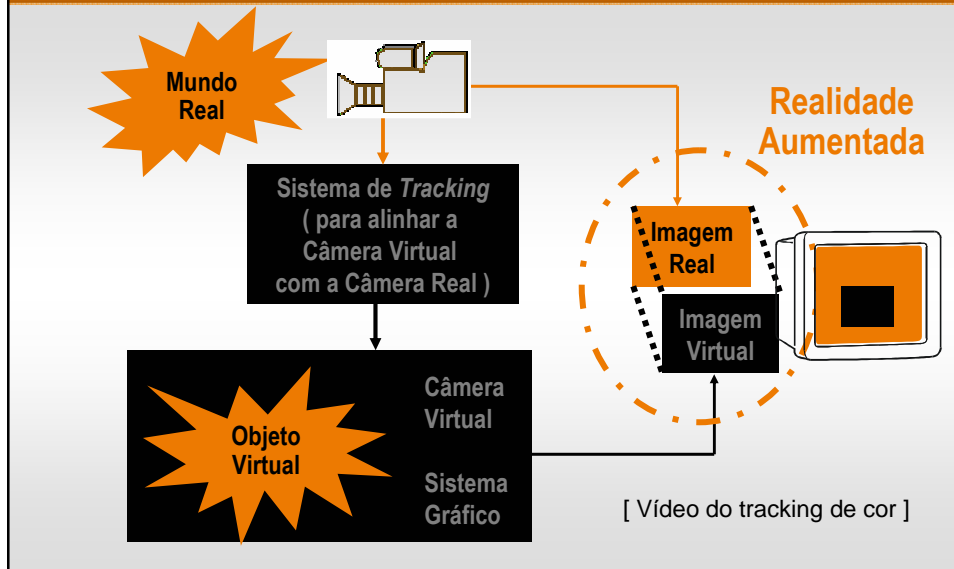 Mundo
Real
Realidade
Aumentada
Sistema de Tracking
( para alinhar a
Câmera Virtual
com a Câmera Real )
Imagem
Real
Imagem
Virtual
Câmera
Virtual
Objeto
Virtual
Sistema
Gráfico
[ Vídeo do tracking de cor ]